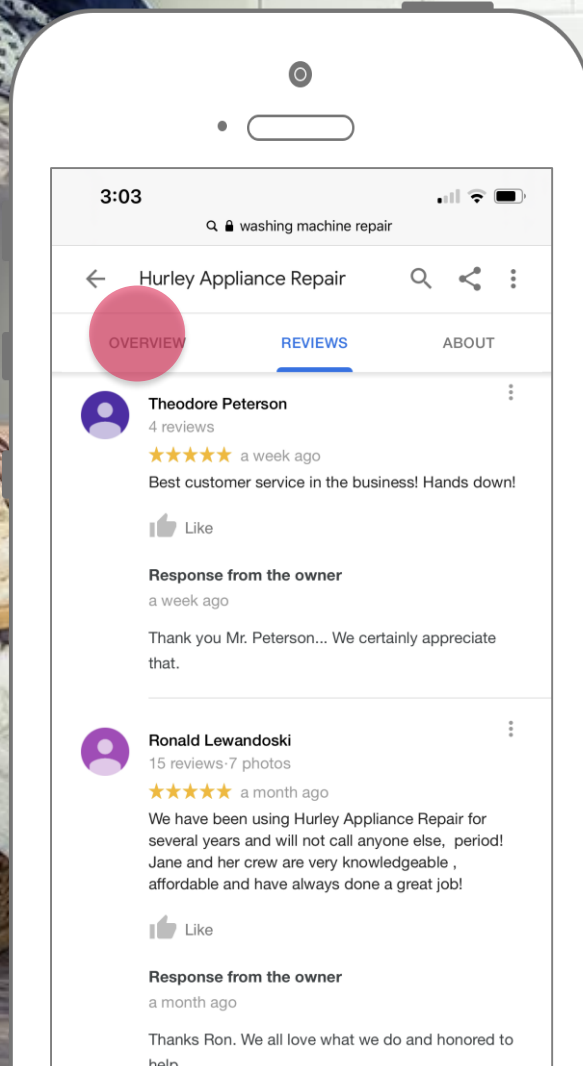 3:03
washing machine repair
Hurley Appliance Repair
OVERVIEW
REVIEWS
ABOUT
Theodore Peterson
4 reviews
a week ago
Best customer service in the business! Hands down!
Like
Response from the owner
a week ago
Thank you Mr. Peterson... We certainly appreciate
that.
Ronald Lewandoski
15 reviews·7 photos
a month ago
We have been using Hurley Appliance Repair for
several years and will not call anyone else,  period!
Jane and her crew are very knowledgeable ,
affordable and have always done a great job!
Like
Response from the owner
a month ago
Thanks Ron. We all love what we do and honored to
help